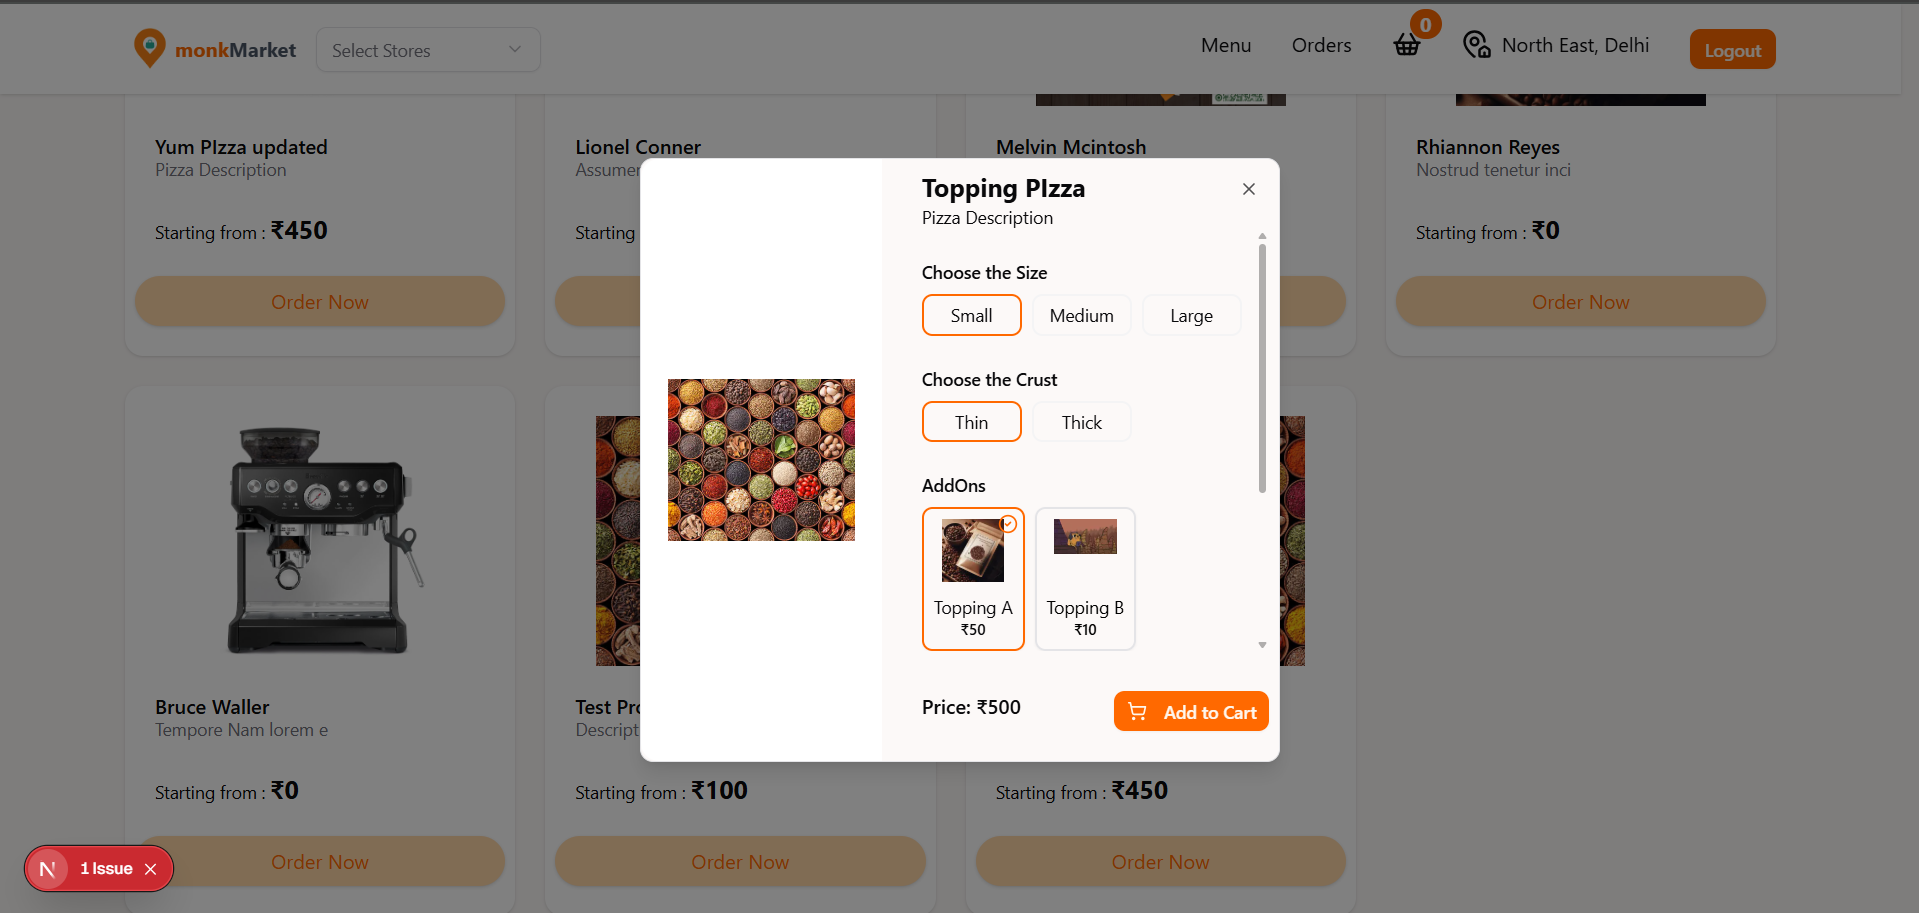 monkMarket
Select Stores
Menu
Orders
0
North East, Delhi
Logout
Yum PIzza updated
Pizza Description
Starting from : ₹450
Order Now
Lionel Conner
Assumer
Starting
Melvin Mcintosh
Rhiannon Reyes
Nostrud tenetur inci
Starting from : ₹0
Order Now
Topping PIzza
Pizza Description
Choose the Size
Small
Medium
Large
Choose the Crust
Thin
Thick
AddOns
Topping A
₹50
Topping B
₹10
Price: ₹500
Add to Cart
Bruce Waller
Tempore Nam lorem e
Starting from : ₹0
Order Now
Test Pro
Descript
Starting from : ₹100
Order Now
Starting from : ₹450
Order Now
N
1 Issue